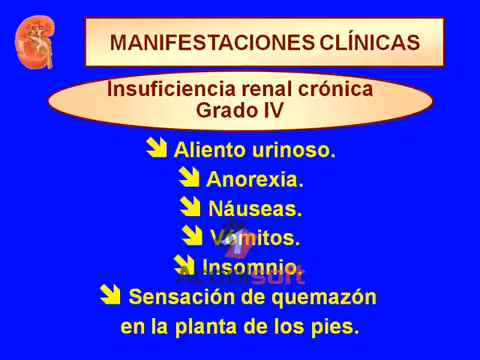 MANIFESTACIONES CLÍNICAS
Insuficiencia renal crónica
Grado IV
Aliento urinoso.
Anorexia.
Náuseas.
Vómitos.
Insomnio.
Sensación de quemazón
en la planta de los pies.